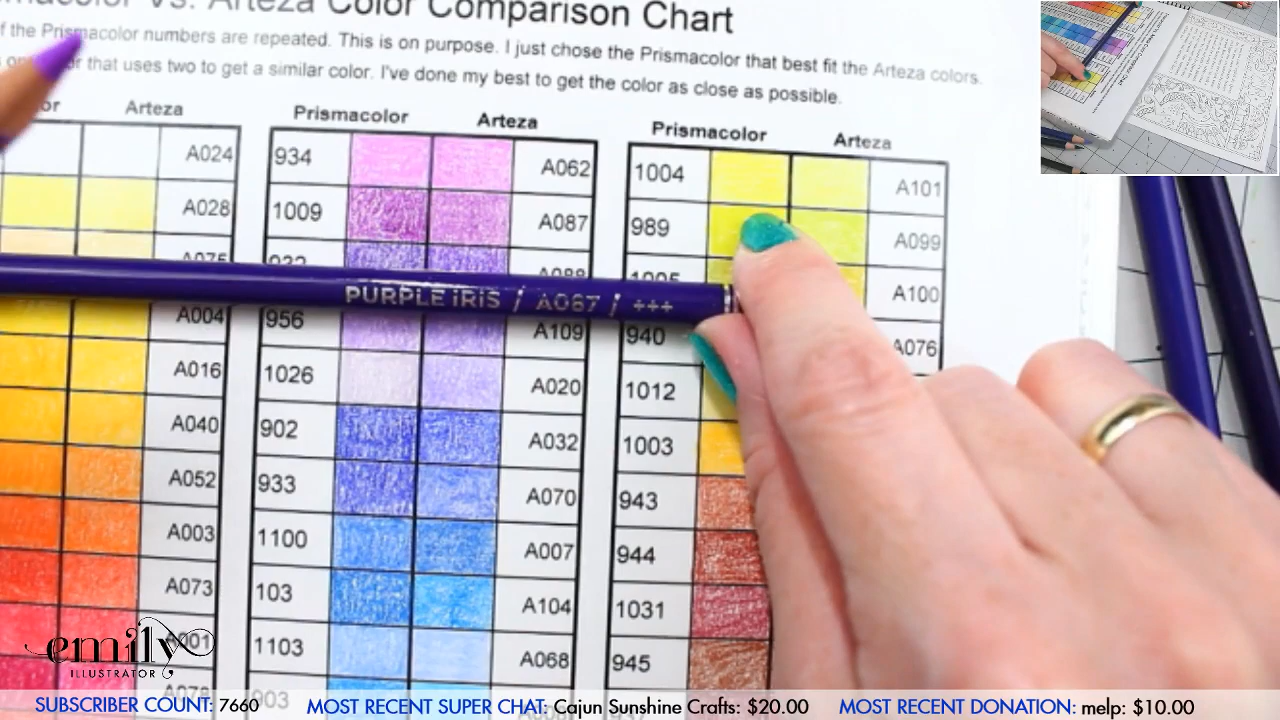 Vs. Arteza Color Comparison Chart
f the Prismacolor numbers are repeated. This is on purpose. I just chose the Prismacolor that best fit the Arteza colors.
that uses two to get a similar color. I've done my best to get the color as close as possible.
or Arteza Prismacolor Arteza Prismacolor Arteza
A024 934 A062 1004 A101
A028 1009 A087 989 A099
A100
PURPLE IRIS / A067 / +++
A004 956 A109 940 A076
A016 1026 A020 1012
A040 902 A032 1003
A052 933 A070 943
A003 1100 A007 944
A073 103 A104 1031
A001 1103 A068 945
903
emily
ILLUSTRATOR
SUBSCRIBER COUNT: 7660 MOST RECENT SUPER CHAT: Cajun Sunshine Crafts: $20.00 MOST RECENT DONATION: melp: $10.00